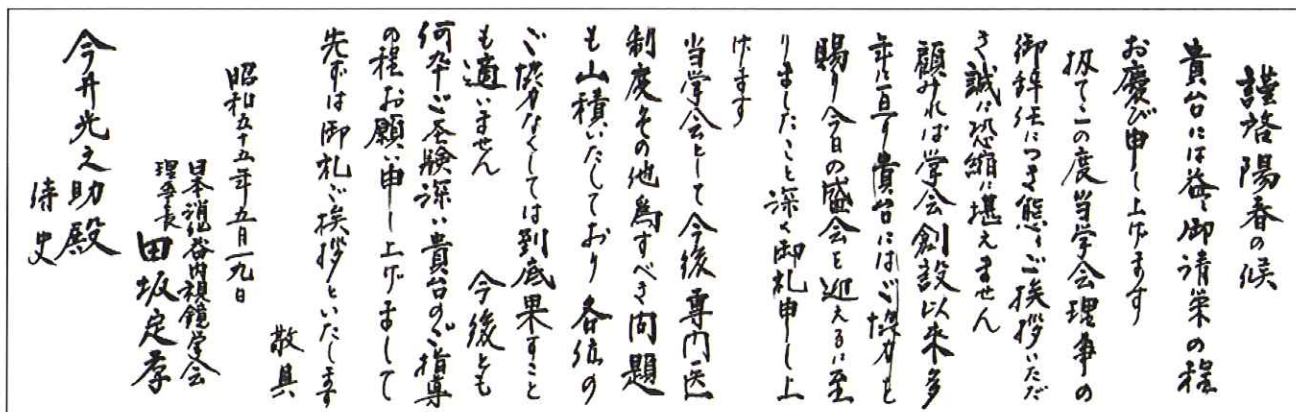 謹啓陽春の候
貴台には益々御清栄の程
お慶び申し上げます
扨てこの度当学会理事の
御辞任につき態々ご挨拶いただ
き誠に恐縮に堪えません
顧みれば学会創設以来多
年に亘り貴台にはご協力を
賜り今日の盛会を迎えるに至
りましたこと深く御礼申し上
げます
当学会として今後専門医
制度その他為すべき問題
も山積いたしており各位の
ご協力なくしては到底果すこと
も適いません 今後とも
何卒ご経験深い貴台のご指導
の程お願い申し上げまして
先ずは御礼ご挨拶といたします
敬具
昭和五十五年五月一九日
日本消化器内視鏡学会
理事長 田坂定孝
今井光之助殿
侍史